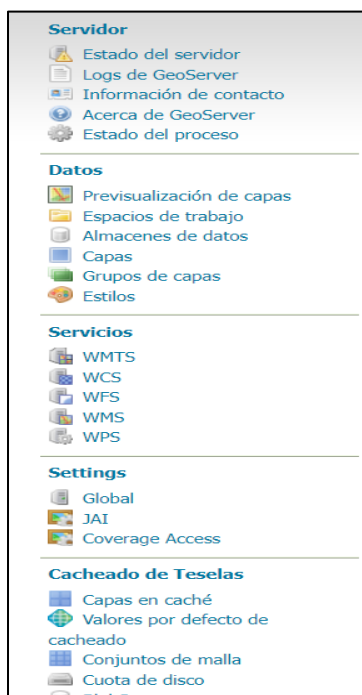 Servidor
Estado del servidor
Logs de GeoServer
Información de contacto
Acerca de GeoServer
Estado del proceso
Datos
Previsualización de capas
Espacios de trabajo
Almacenes de datos
Capas
Grupos de capas
Estilos
Servicios
WMTS
WCS
WFS
WMS
WPS
Settings
Global
JAI
Coverage Access
Cacheado de Teselas
Capas en caché
Valores por defecto de
cacheado
Conjuntos de malla
Cuota de disco